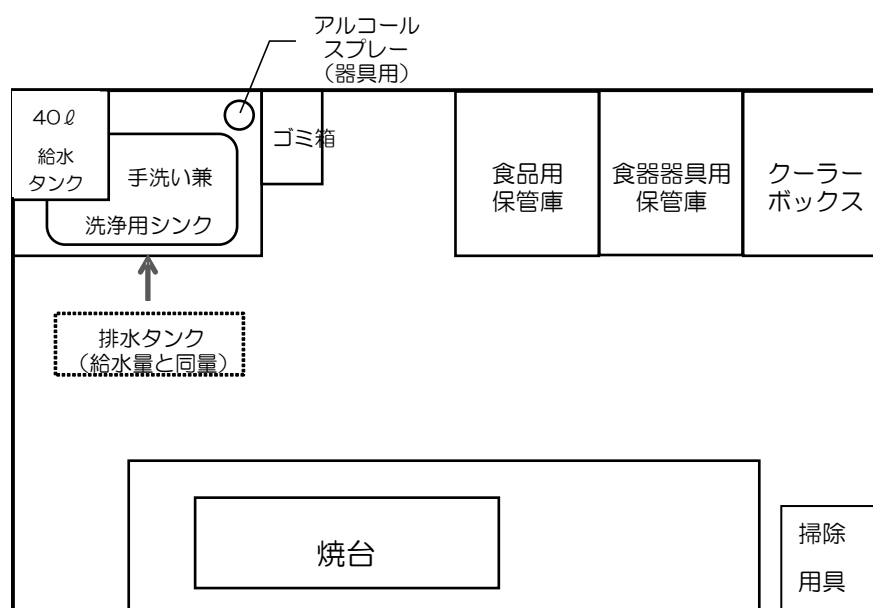 アルコール
スプレー
（器具用）
40ℓ
給水
タンク
手洗い兼
洗浄用シンク
ゴミ箱
食品用
保管庫
食器器具用
保管庫
クーラー
ボックス
排水タンク
（給水量と同量）
焼台
掃除
用具